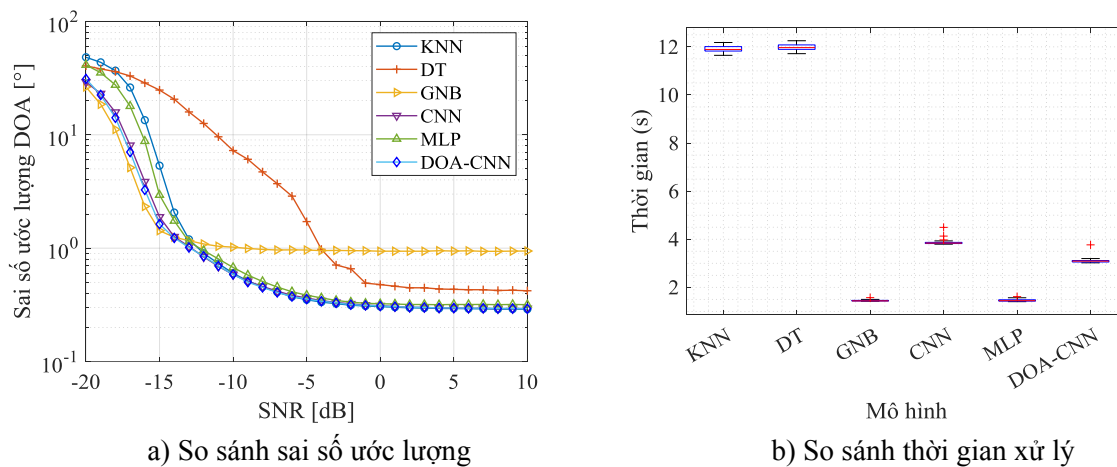 10²
10¹
10⁰
10⁻¹
Sai số ước lượng DOA [°]
KNN
DT
GNB
CNN
MLP
DOA-CNN
-20 -15 -10 -5 0 5 10
SNR [dB]
a) So sánh sai số ước lượng
12
10
8
6
4
2
Thời gian (s)
KNN DT GNB CNN MLP DOA-CNN
Mô hình
b) So sánh thời gian xử lý